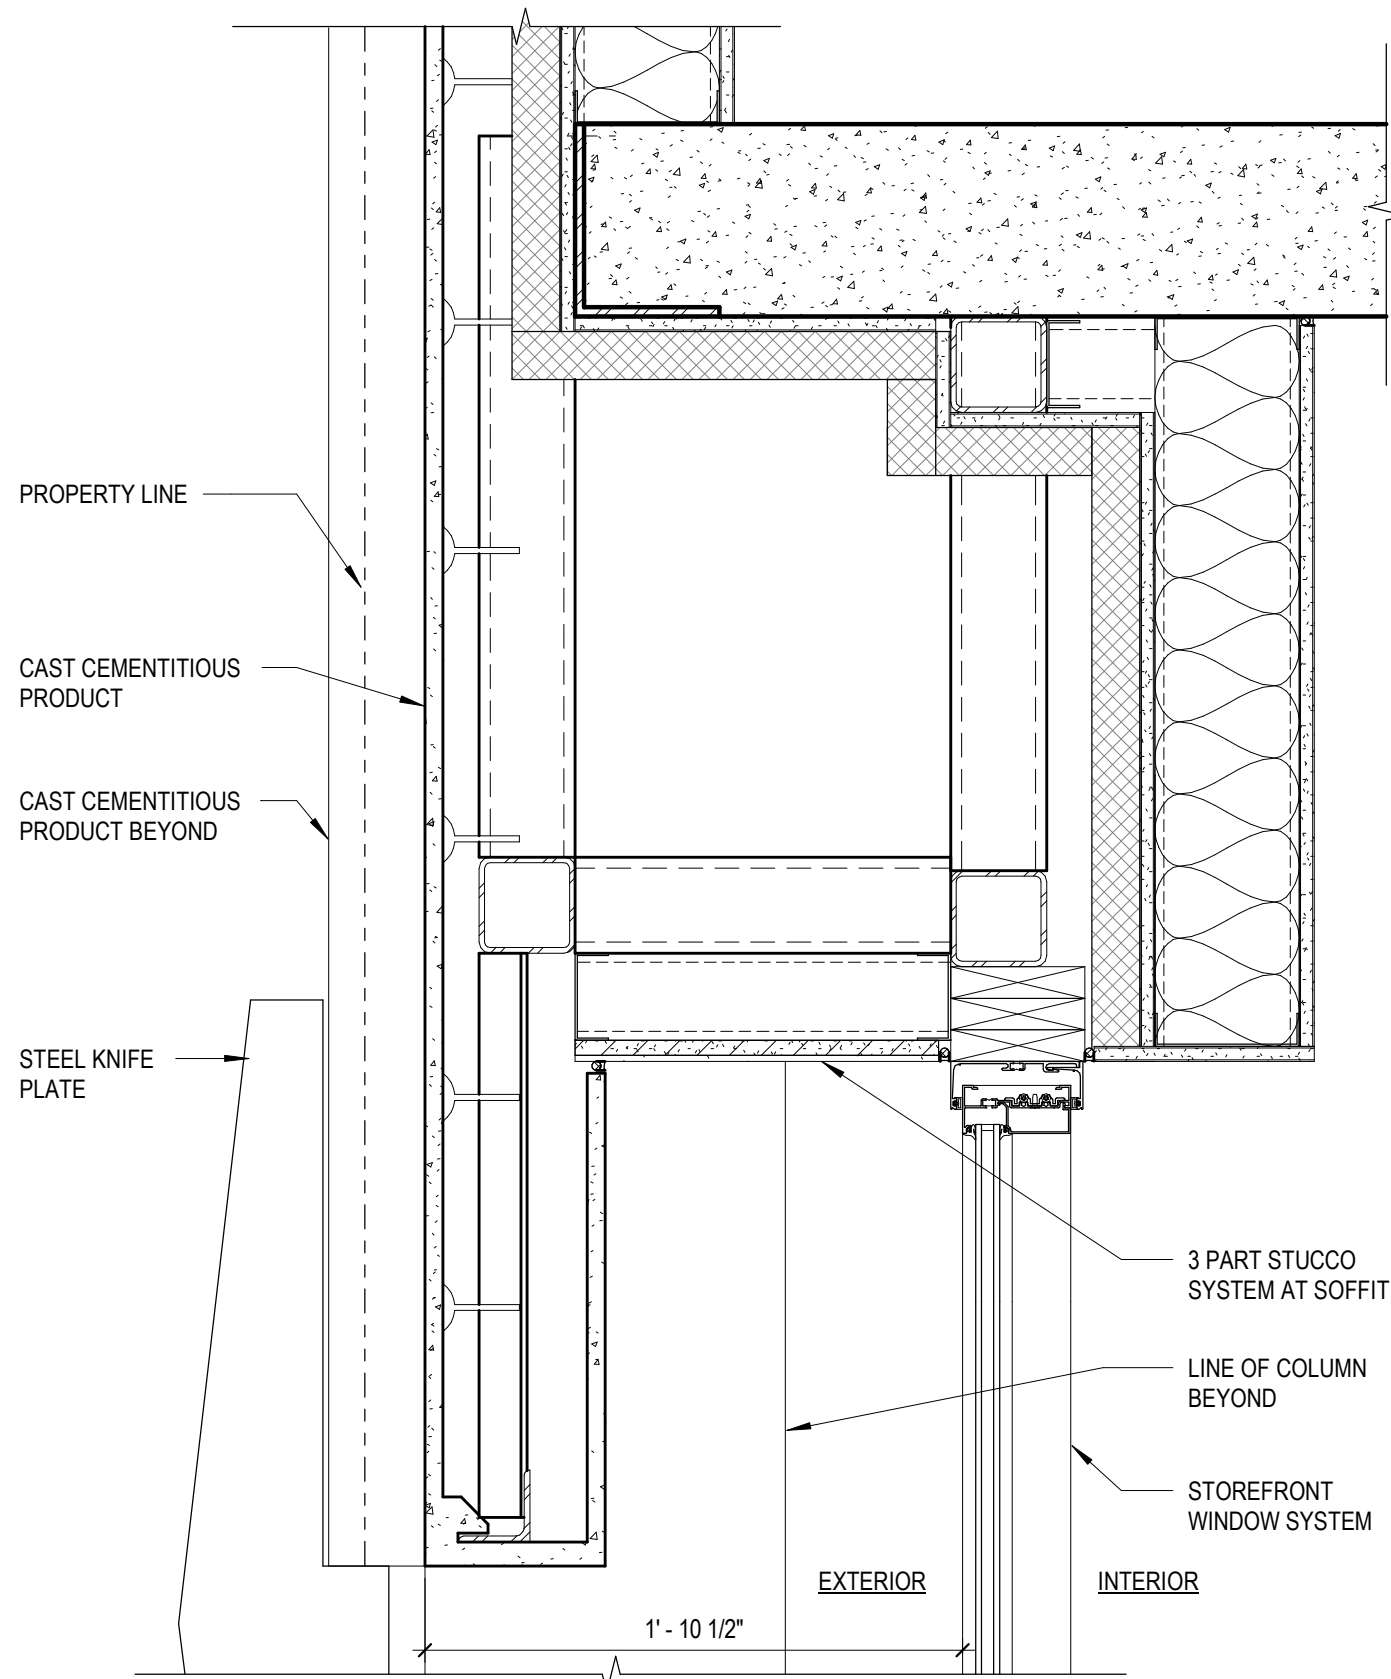 PROPERTY LINE
CAST CEMENTITIOUS
PRODUCT
CAST CEMENTITIOUS
PRODUCT BEYOND
STEEL KNIFE
PLATE
3 PART STUCCO
SYSTEM AT SOFFIT
LINE OF COLUMN
BEYOND
STOREFRONT
WINDOW SYSTEM
EXTERIOR
INTERIOR
1' - 10 1/2"